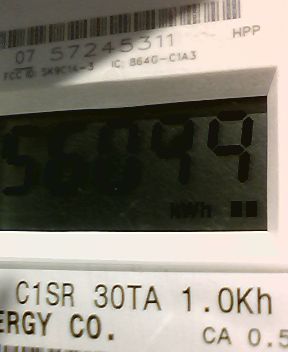 07 57245311
HPP
FCC ID: SK9C1A-3 IC: 864G-C1A3
56049
kWh
C1SR 30TA 1.0Kh
ERGY CO.
CA 0.5